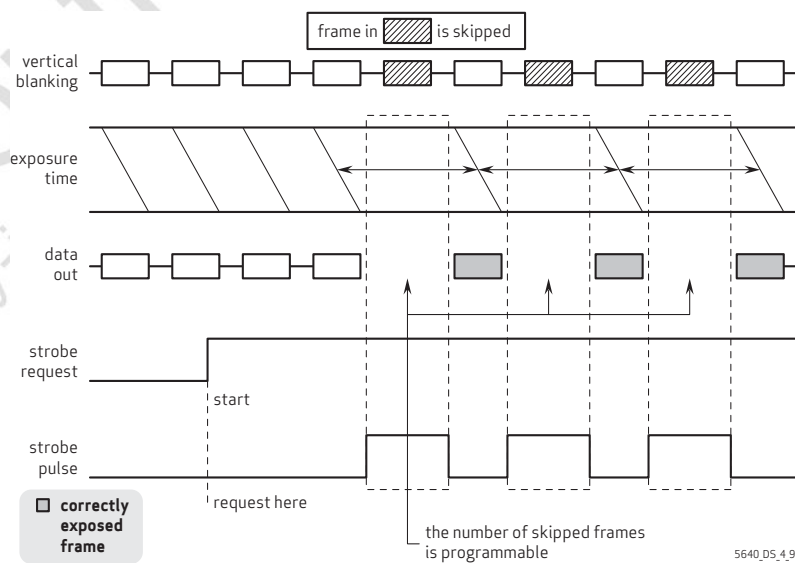 frame in is skipped
vertical
blanking
exposure
time
data
out
strobe
request
start
strobe
pulse
request here
correctly
exposed
frame
the number of skipped frames
is programmable
5640_DS_4_9